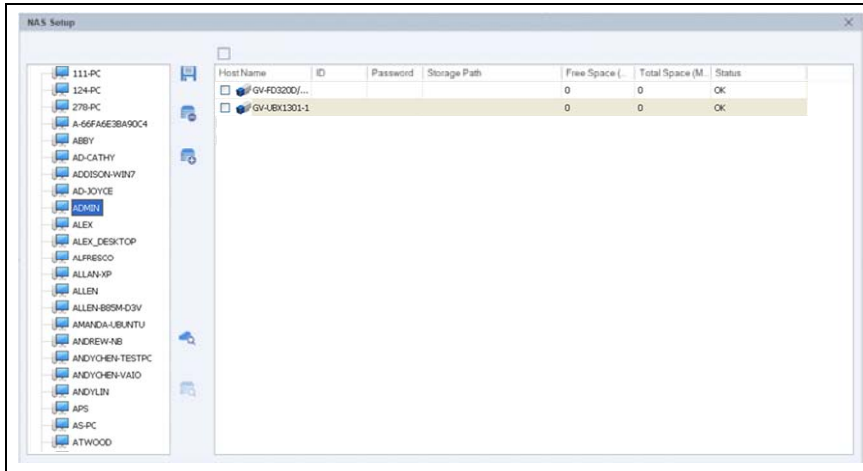 NAS Setup
111-PC
124-PC
278-PC
A-66FA6E3BA90C4
ABBY
AD-CATHY
ADDISON-WIN7
AD-JOYCE
ADMIN
ALEX
ALEX_DESKTOP
ALFRESCO
ALLAN-XP
ALLEN
ALLEN-B85M-D3V
AMANDA-UBUNTU
ANDREW-NB
ANDYCHEN-TESTPC
ANDYCHEN-VAIO
ANDYLIN
APS
AS-PC
ATWOOD
Host Name ID Password Storage Path Free Space (... Total Space (M... Status
GV-FD320D/... 0 0 OK
GV-UBX1301-1 0 0 OK